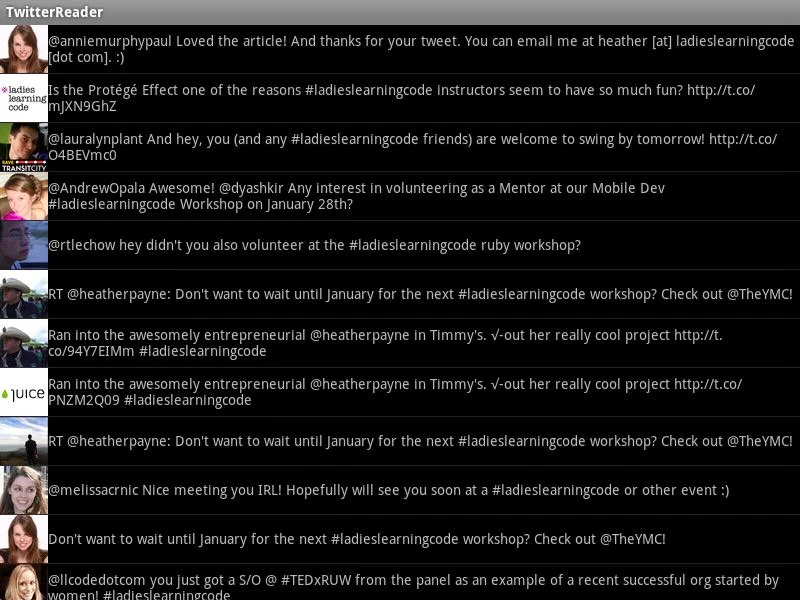 TwitterReader
@anniemurphypaul Loved the article! And thanks for your tweet. You can email me at heather [at] ladieslearningcode
[dot com]. :)
ladies
learning
code
Is the Protégé Effect one of the reasons #ladieslearningcode instructors seem to have so much fun? http://t.co/
mJXN9GhZ
@lauralynplant And hey, you (and any #ladieslearningcode friends) are welcome to swing by tomorrow! http://t.co/
O4BEVmc0
SAVE
TRANSITCITY
@AndrewOpala Awesome! @dyashkir Any interest in volunteering as a Mentor at our Mobile Dev
#ladieslearningcode Workshop on January 28th?
@rtlechow hey didn't you also volunteer at the #ladieslearningcode ruby workshop?
RT @heatherpayne: Don't want to wait until January for the next #ladieslearningcode workshop? Check out @TheYMC!
Ran into the awesomely entrepreneurial @heatherpayne in Timmy's. √-out her really cool project http://t.
co/94Y7EIMm #ladieslearningcode
juice
Ran into the awesomely entrepreneurial @heatherpayne in Timmy's. √-out her really cool project http://t.co/
PNZM2Q09 #ladieslearningcode
RT @heatherpayne: Don't want to wait until January for the next #ladieslearningcode workshop? Check out @TheYMC!
@melissacrnic Nice meeting you IRL! Hopefully will see you soon at a #ladieslearningcode or other event :)
Don't want to wait until January for the next #ladieslearningcode workshop? Check out @TheYMC!
@llcodedotcom you just got a S/O @ #TEDxRUW from the panel as an example of a recent successful org started by
women! #ladieslearningcode